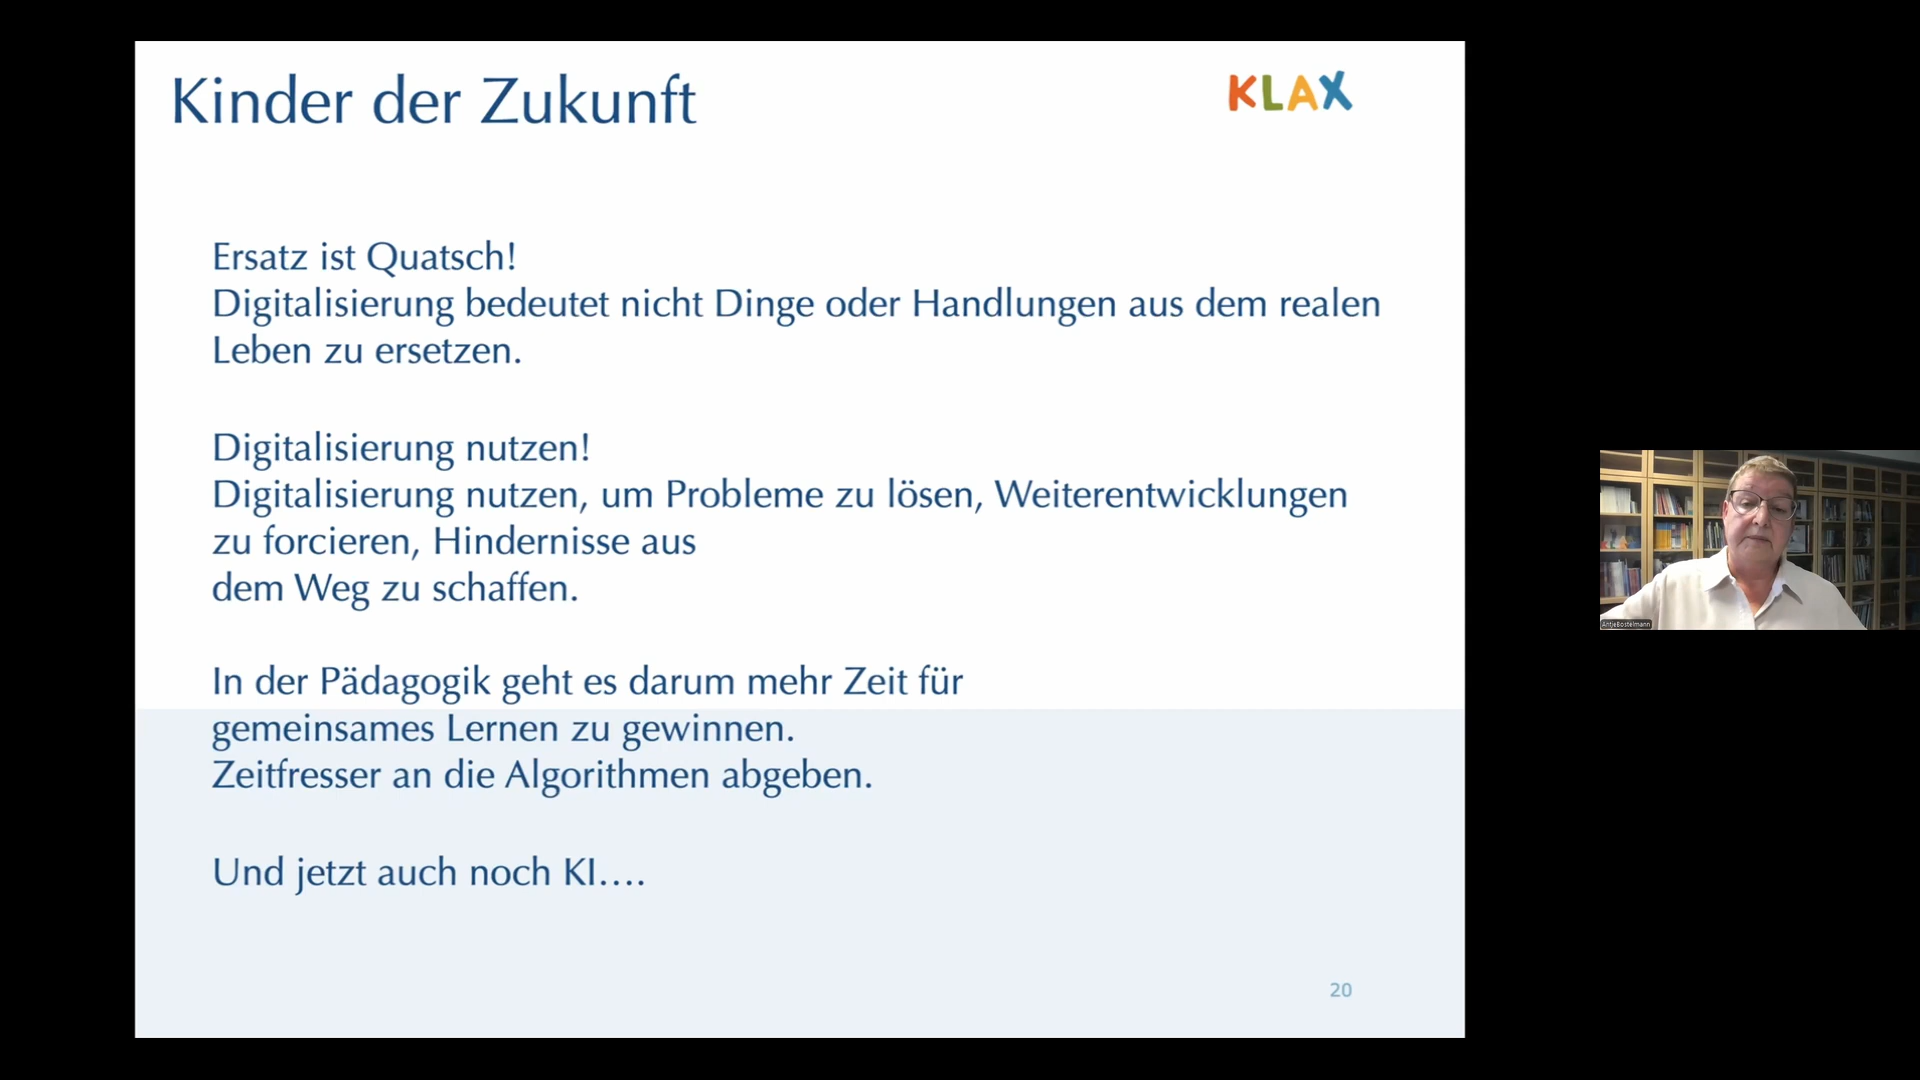 Kinder der Zukunft
KLAX
Ersatz ist Quatsch!
Digitalisierung bedeutet nicht Dinge oder Handlungen aus dem realen
Leben zu ersetzen.
Digitalisierung nutzen!
Digitalisierung nutzen, um Probleme zu lösen, Weiterentwicklungen
zu forcieren, Hindernisse aus
dem Weg zu schaffen.
In der Pädagogik geht es darum mehr Zeit für
gemeinsames Lernen zu gewinnen.
Zeitfresser an die Algorithmen abgeben.
Und jetzt auch noch KI....
20
AntjeBostelmann